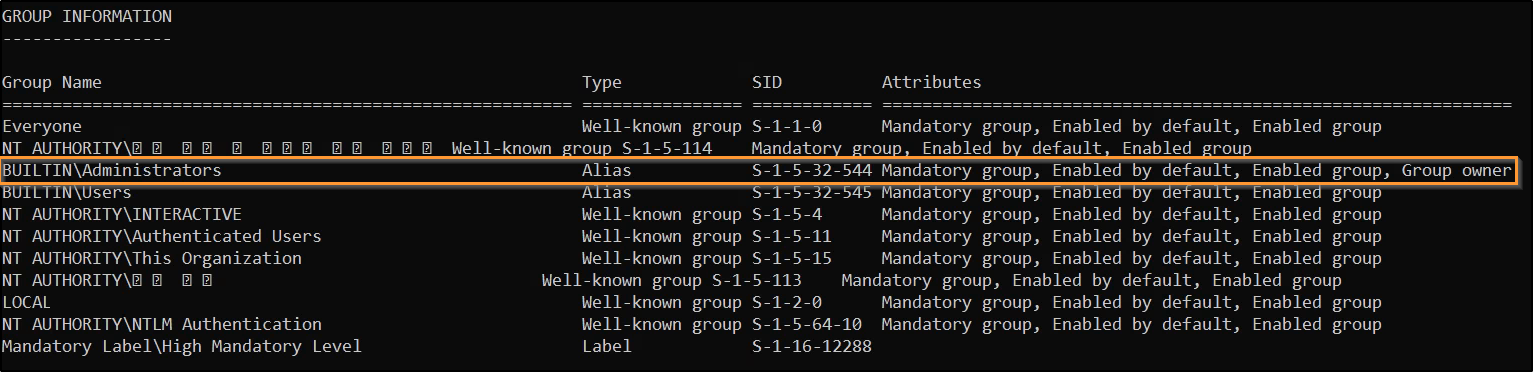 GROUP INFORMATION
-----------------
Group Name Type SID Attributes
========================================================= ================ ============ ===============================================================
Everyone Well-known group S-1-1-0 Mandatory group, Enabled by default, Enabled group
NT AUTHORITY\ Well-known group S-1-5-114 Mandatory group, Enabled by default, Enabled group
BUILTIN\Administrators Alias S-1-5-32-544 Mandatory group, Enabled by default, Enabled group, Group owner
BUILTIN\Users Alias S-1-5-32-545 Mandatory group, Enabled by default, Enabled group
NT AUTHORITY\INTERACTIVE Well-known group S-1-5-4 Mandatory group, Enabled by default, Enabled group
NT AUTHORITY\Authenticated Users Well-known group S-1-5-11 Mandatory group, Enabled by default, Enabled group
NT AUTHORITY\This Organization Well-known group S-1-5-15 Mandatory group, Enabled by default, Enabled group
NT AUTHORITY\ Well-known group S-1-5-113 Mandatory group, Enabled by default, Enabled group
LOCAL Well-known group S-1-2-0 Mandatory group, Enabled by default, Enabled group
NT AUTHORITY\NTLM Authentication Well-known group S-1-5-64-10 Mandatory group, Enabled by default, Enabled group
Mandatory Label\High Mandatory Level Label S-1-16-12288